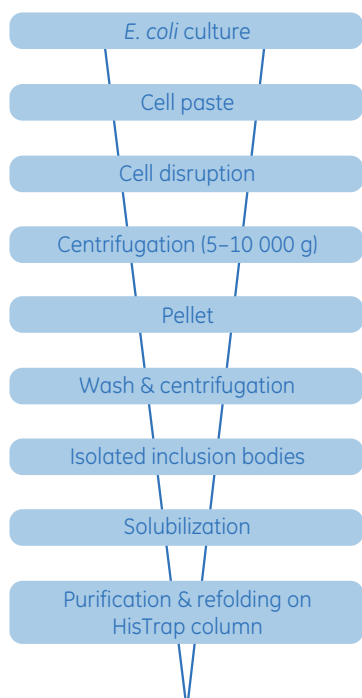 E. coli culture
Cell paste
Cell disruption
Centrifugation (5–10 000 g)
Pellet
Wash & centrifugation
Isolated inclusion bodies
Solubilization
Purification & refolding on
HisTrap column